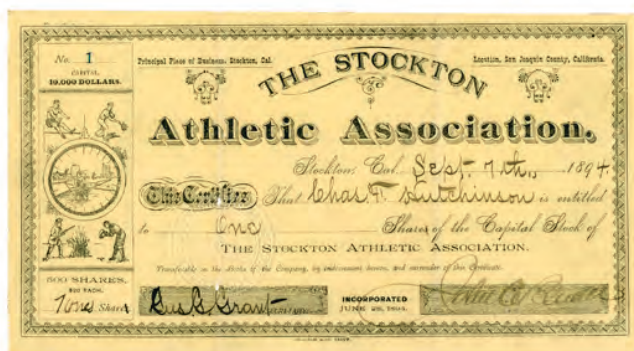 No. 1
CAPITAL
10,000 DOLLARS.
Principal Place of Business, Stockton, Cal.
Location, San Joaquin County, California.
THE STOCKTON
Athletic Association.
Stockton, Cal. Sept. 7th, 1894.
This Certifies That Chas. F. Hutchinson is entitled
to One Shares of the Capital Stock of
THE STOCKTON ATHLETIC ASSOCIATION.
Transferable on the Books of the Company, by endorsement hereon, and surrender of this Certificate.
500 SHARES.
$20 EACH.
Shares
Gus G. Grant
INCORPORATED
JUNE 1894.